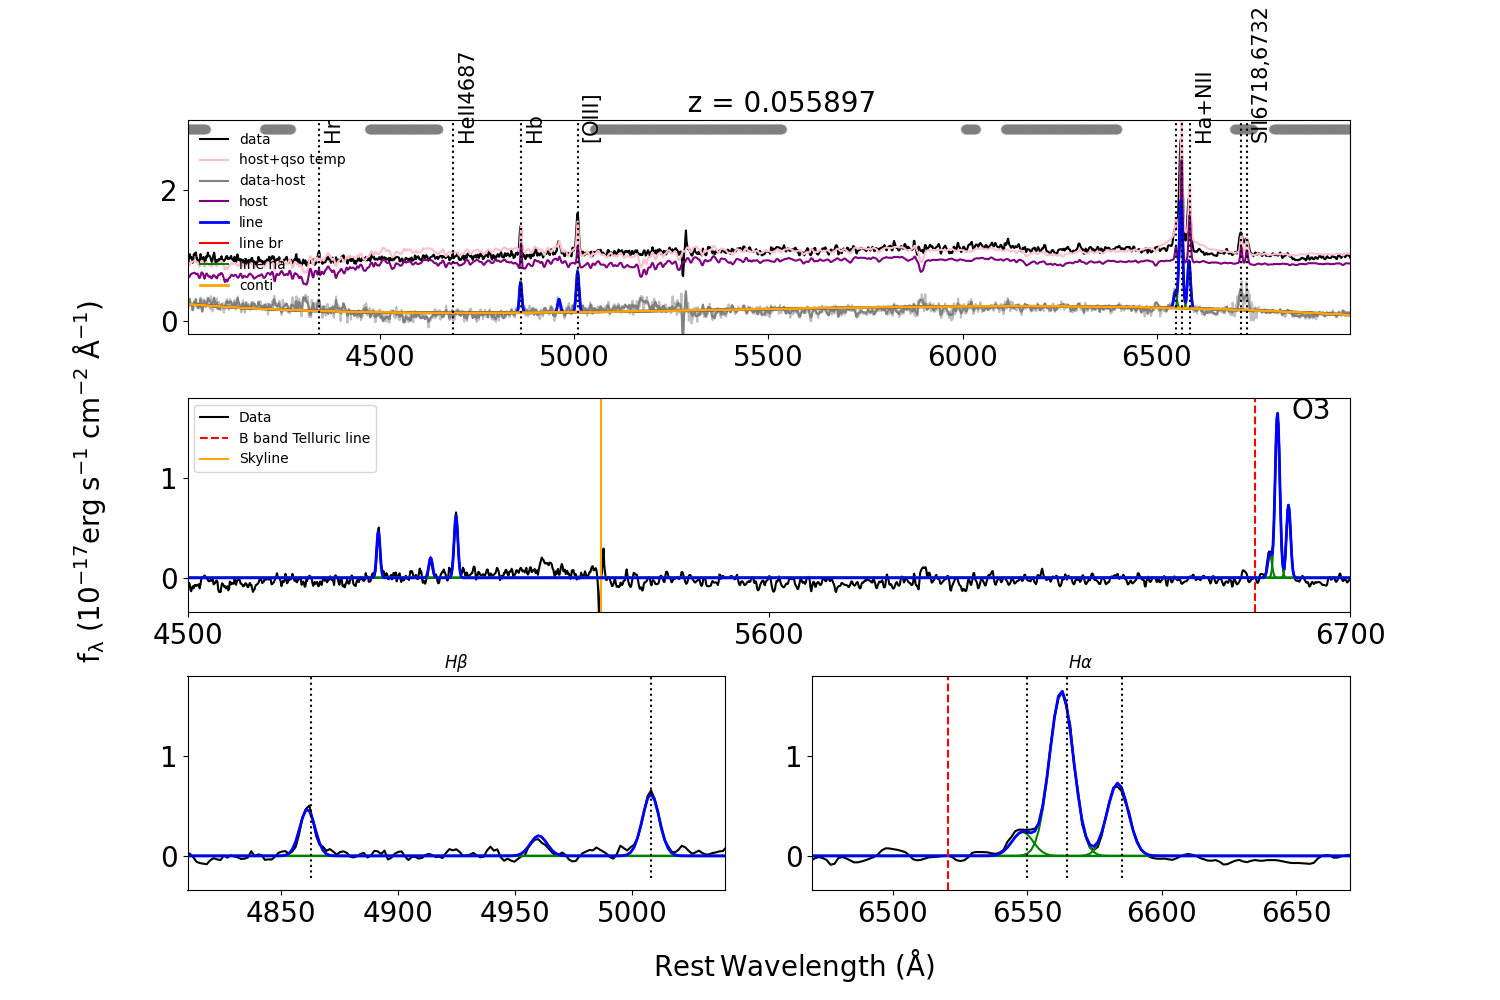 z = 0.055897
Hr
HeII4687
Hb
[OIII]
Ha+NII
SII6718,6732
data
host+qso temp
data-host
host
line
line br
line na
conti
2
0
4500
5000
5500
6000
6500
f_λ (10^−17 erg s^−1 cm^−2 Å^−1)
Data
B band Telluric line
Skyline
O3
1
0
4500
5600
6700
Hβ
1
0
4850
4900
4950
5000
Hα
1
0
6500
6550
6600
6650
Rest Wavelength (Å)